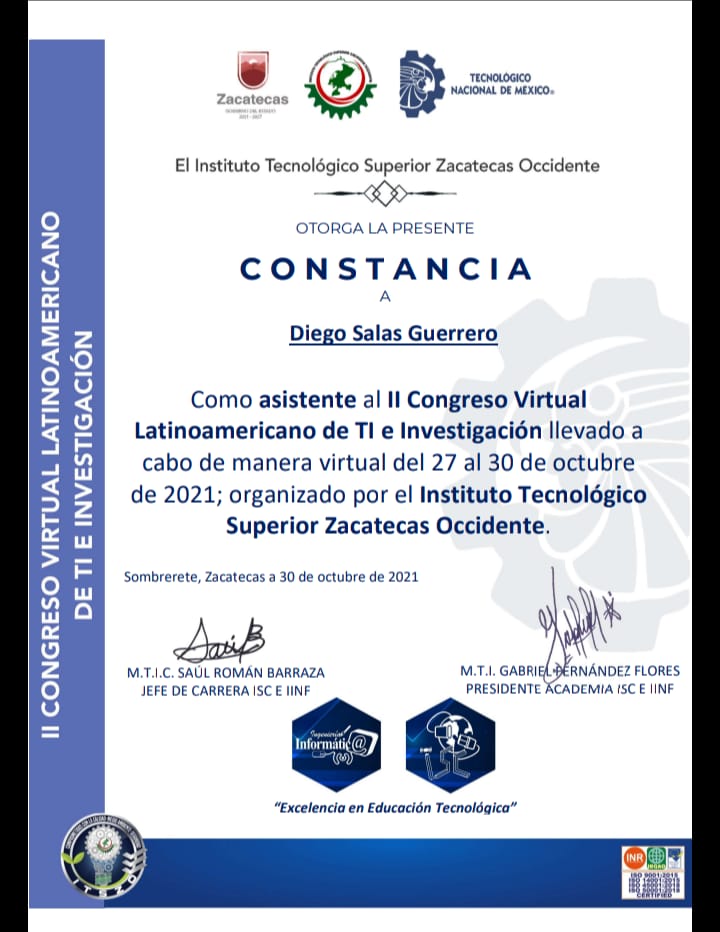 Zacatecas
TECNOLÓGICO
NACIONAL DE MÉXICO®
El Instituto Tecnológico Superior Zacatecas Occidente
OTORGA LA PRESENTE
CONSTANCIA
A
Diego Salas Guerrero
Como asistente al II Congreso Virtual
Latinoamericano de TI e Investigación llevado a
cabo de manera virtual del 27 al 30 de octubre
de 2021; organizado por el Instituto Tecnológico
Superior Zacatecas Occidente.
Sombrerete, Zacatecas a 30 de octubre de 2021
M.T.I.C. SAÚL ROMÁN BARRAZA
JEFE DE CARRERA ISC E IINF
M.T.I. GABRIEL FERNÁNDEZ FLORES
PRESIDENTE ACADEMIA ISC E IINF
Ingeniería
Informátic@
ISC
“Excelencia en Educación Tecnológica”
II CONGRESO VIRTUAL LATINOAMERICANO
DE TI E INVESTIGACIÓN
ITSZO
INR
ISO 9001:2015
ISO 14001:2015
ISO 45001:2018
ISO 50001:2018
CERTIFIED